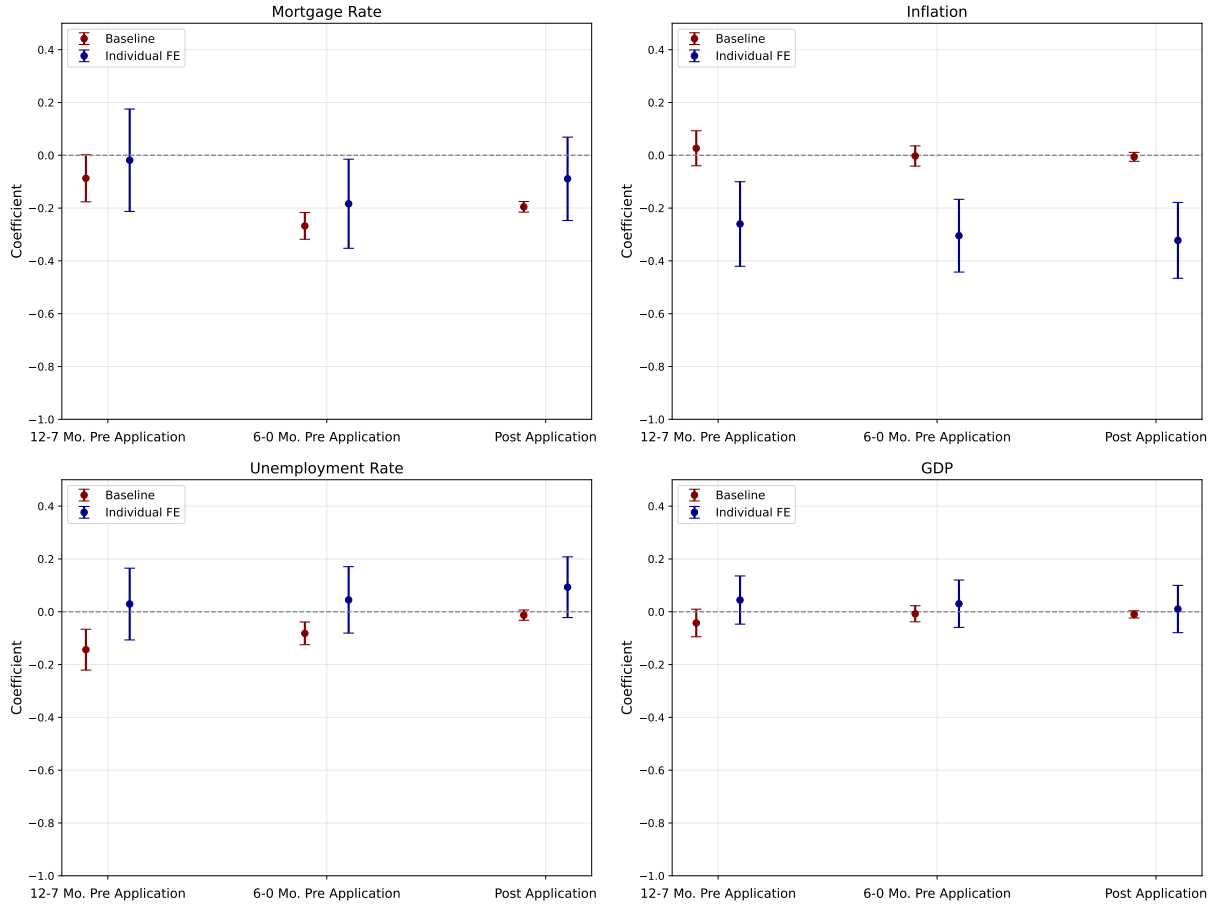 Mortgage Rate
Baseline
Individual FE
0.4
0.2
0.0
−0.2
−0.4
−0.6
−0.8
−1.0
Coefficient
12-7 Mo. Pre Application
6-0 Mo. Pre Application
Post Application
Inflation
Baseline
Individual FE
0.4
0.2
0.0
−0.2
−0.4
−0.6
−0.8
−1.0
Coefficient
12-7 Mo. Pre Application
6-0 Mo. Pre Application
Post Application
Unemployment Rate
Baseline
Individual FE
0.4
0.2
0.0
−0.2
−0.4
−0.6
−0.8
−1.0
Coefficient
12-7 Mo. Pre Application
6-0 Mo. Pre Application
Post Application
GDP
Baseline
Individual FE
0.4
0.2
0.0
−0.2
−0.4
−0.6
−0.8
−1.0
Coefficient
12-7 Mo. Pre Application
6-0 Mo. Pre Application
Post Application